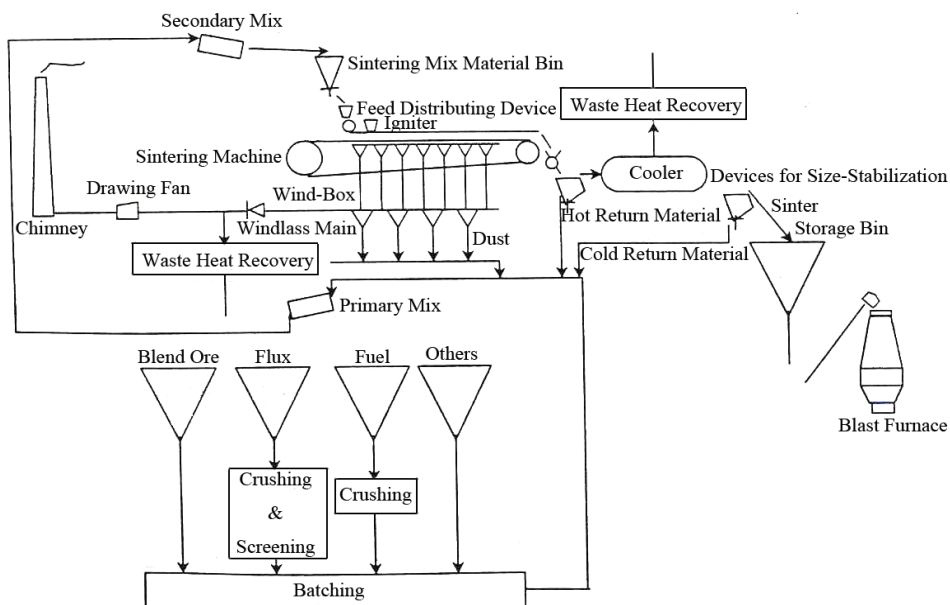 Secondary Mix
Sintering Mix Material Bin
Feed Distributing Device
Igniter
Waste Heat Recovery
Sintering Machine
Cooler
Devices for Size-Stabilization
Drawing Fan
Wind-Box
Hot Return Material
Sinter
Chimney
Windlass Main
Storage Bin
Dust
Cold Return Material
Waste Heat Recovery
Primary Mix
Blend Ore
Flux
Fuel
Others
Blast Furnace
Crushing
&
Screening
Crushing
Batching